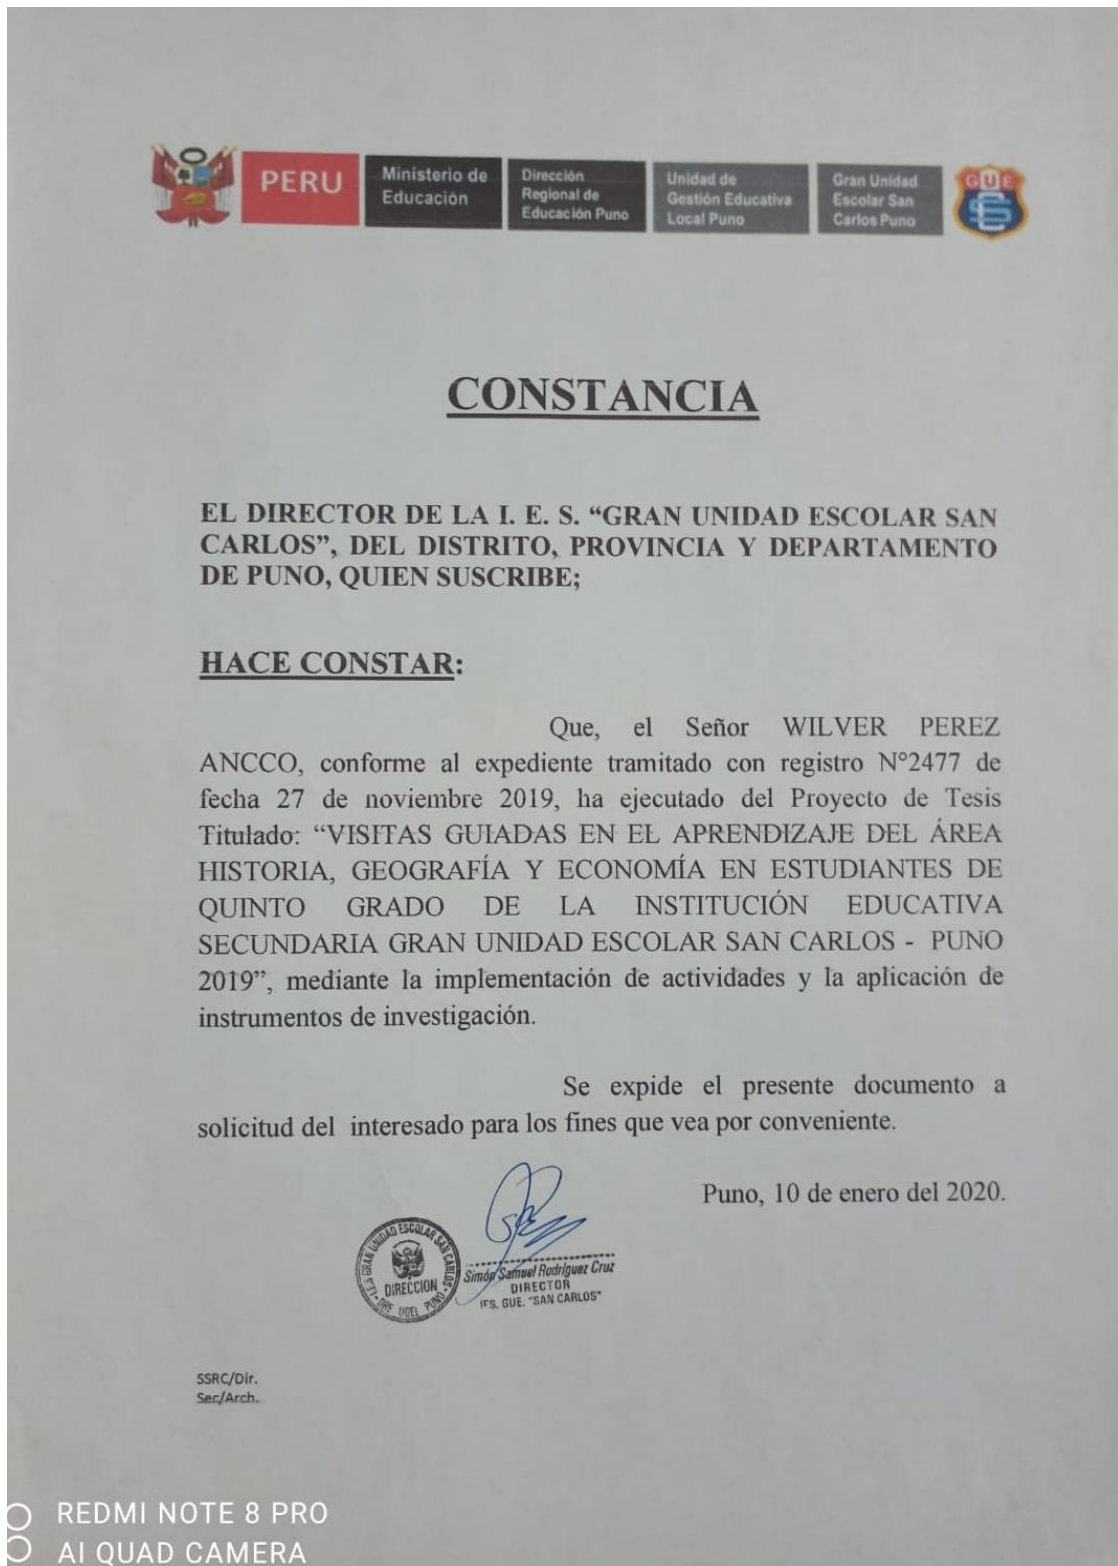 PERU
Ministerio de
Educación
Dirección
Regional de
Educación Puno
Unidad de
Gestión Educativa
Local Puno
Gran Unidad
Escolar San
Carlos Puno
GUE
CONSTANCIA
EL DIRECTOR DE LA I. E. S. “GRAN UNIDAD ESCOLAR SAN
CARLOS”, DEL DISTRITO, PROVINCIA Y DEPARTAMENTO
DE PUNO, QUIEN SUSCRIBE;
HACE CONSTAR:
Que, el Señor WILVER PEREZ
ANCCO, conforme al expediente tramitado con registro N°2477 de
fecha 27 de noviembre 2019, ha ejecutado del Proyecto de Tesis
Titulado: “VISITAS GUIADAS EN EL APRENDIZAJE DEL ÁREA
HISTORIA, GEOGRAFÍA Y ECONOMÍA EN ESTUDIANTES DE
QUINTO GRADO DE LA INSTITUCIÓN EDUCATIVA
SECUNDARIA GRAN UNIDAD ESCOLAR SAN CARLOS - PUNO
2019”, mediante la implementación de actividades y la aplicación de
instrumentos de investigación.
Se expide el presente documento a
solicitud del interesado para los fines que vea por conveniente.
Puno, 10 de enero del 2020.
I.E.S GRAN UNIDAD ESCOLAR SAN CARLOS
DIRECCION
DRE UGEL PUNO
Simón Samuel Rodríguez Cruz
DIRECTOR
IES. GUE. "SAN CARLOS"
SSRC/Dir.
Sec/Arch.
REDMI NOTE 8 PRO
AI QUAD CAMERA